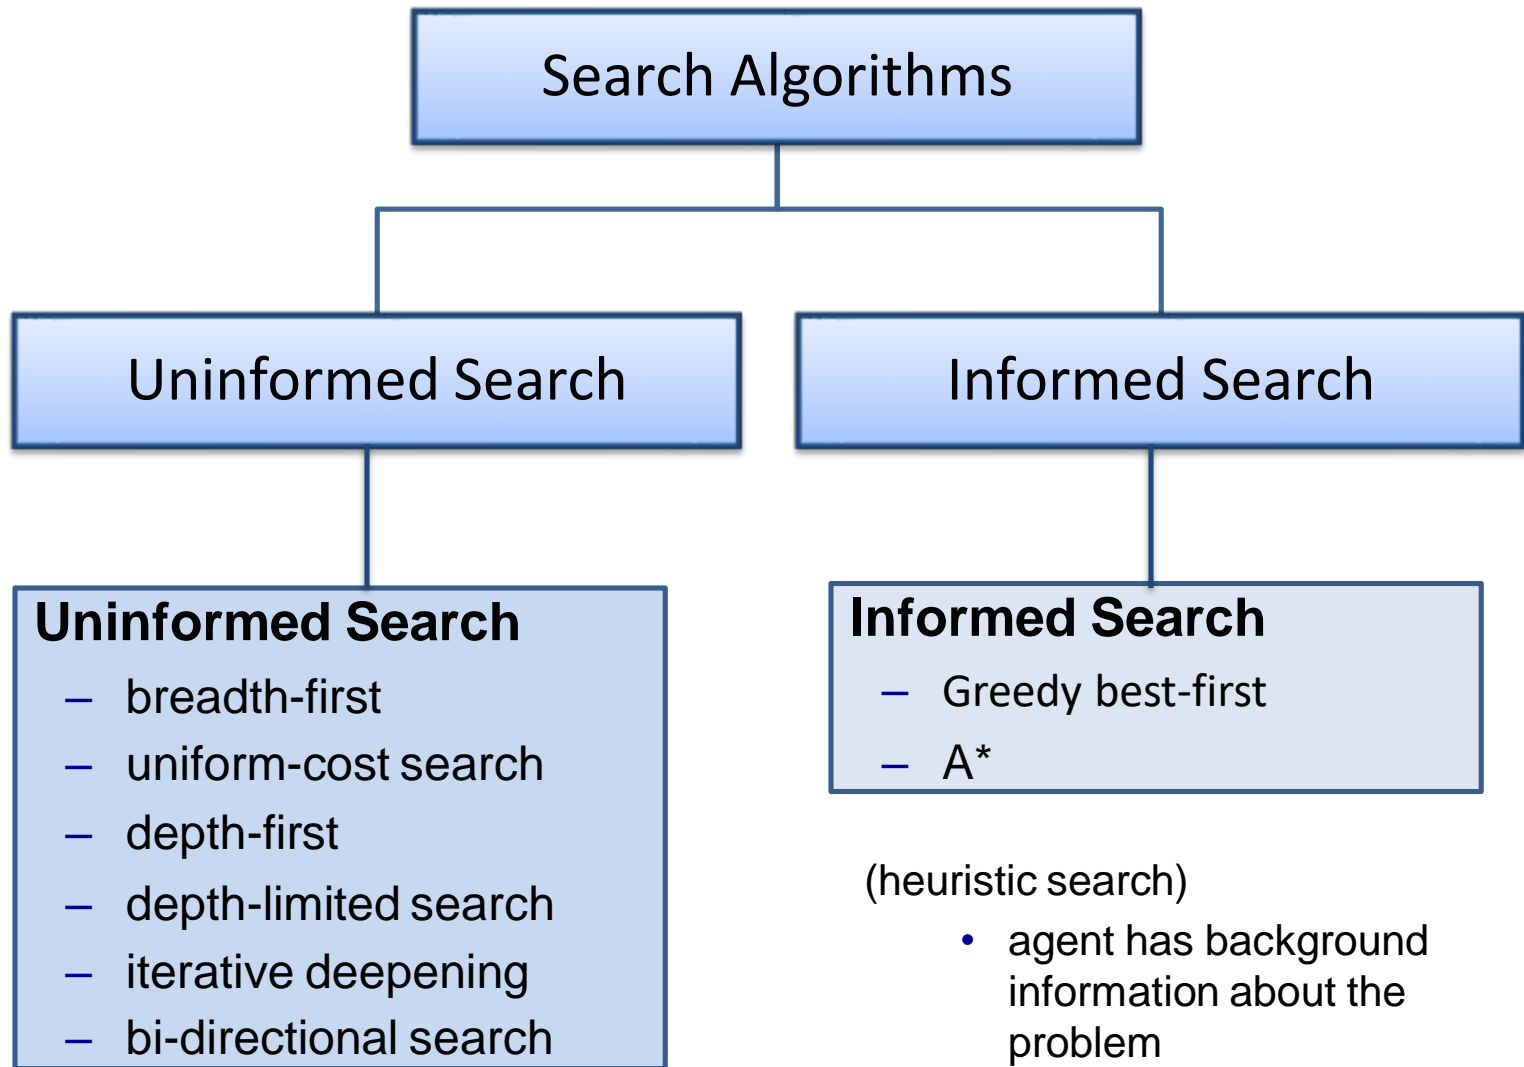 Search Algorithms
Uninformed Search
Informed Search
Uninformed Search
– breadth-first
– uniform-cost search
– depth-first
– depth-limited search
– iterative deepening
– bi-directional search
Informed Search
– Greedy best-first
– A*
(heuristic search)
• agent has background
information about the
problem